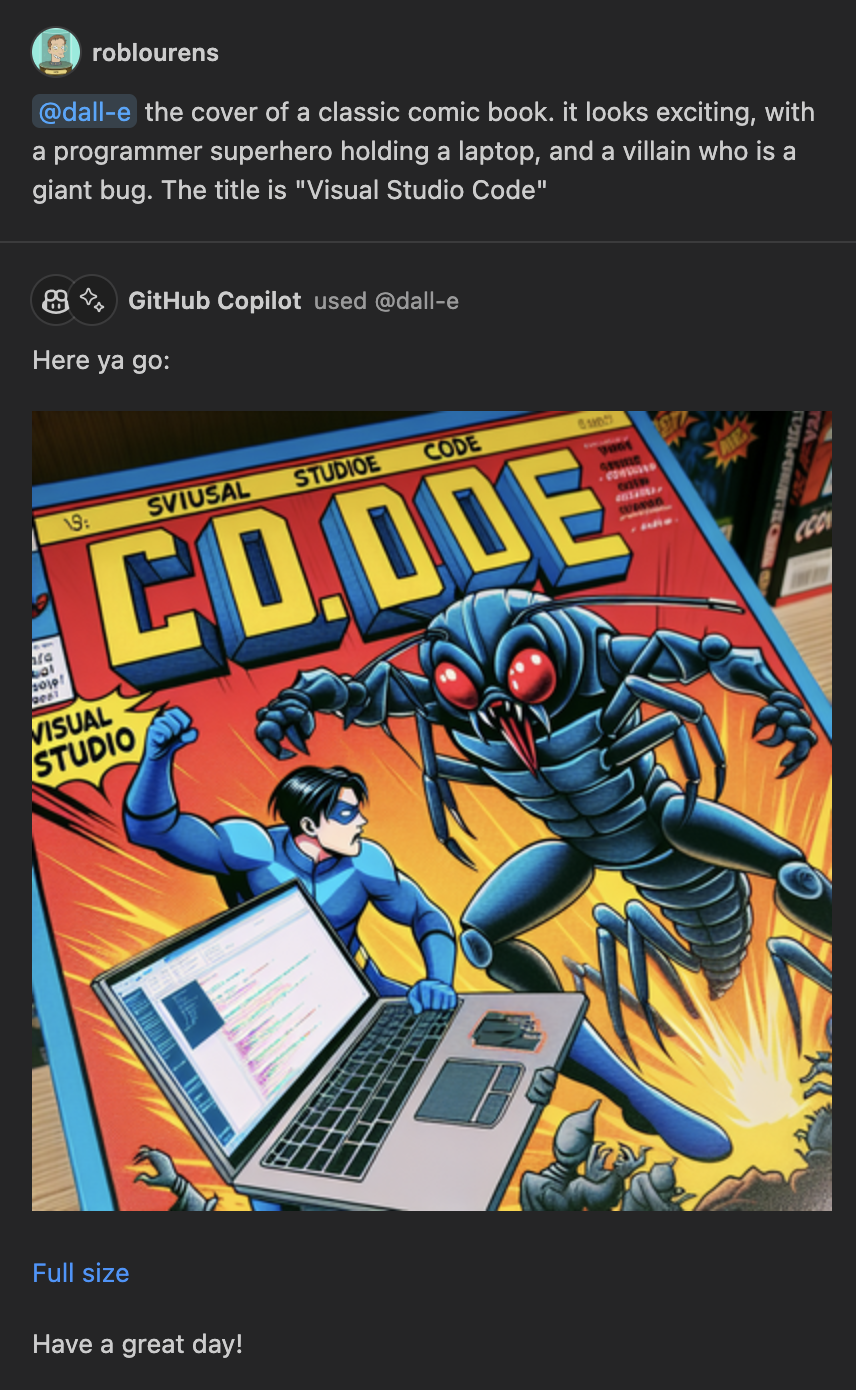 roblourens
@dall-e the cover of a classic comic book. it looks exciting, with
a programmer superhero holding a laptop, and a villain who is a
giant bug. The title is "Visual Studio Code"
GitHub Copilot used @dall-e
Here ya go:
SVIUSAL STUDIOE CODE
CO.DDE
VISUAL
STUDIO
Full size
Have a great day!